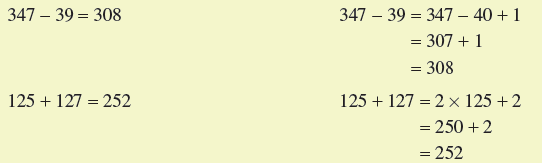 347 – 39 = 308
347 – 39 = 347 – 40 + 1
= 307 + 1
= 308
125 + 127 = 252
125 + 127 = 2 × 125 + 2
= 250 + 2
= 252